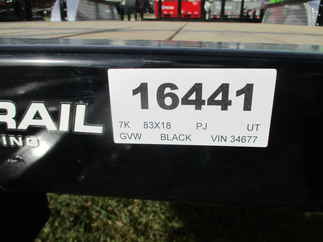 16441
7K 83X18 PJ UT
GVW BLACK VIN 34677
RAIL